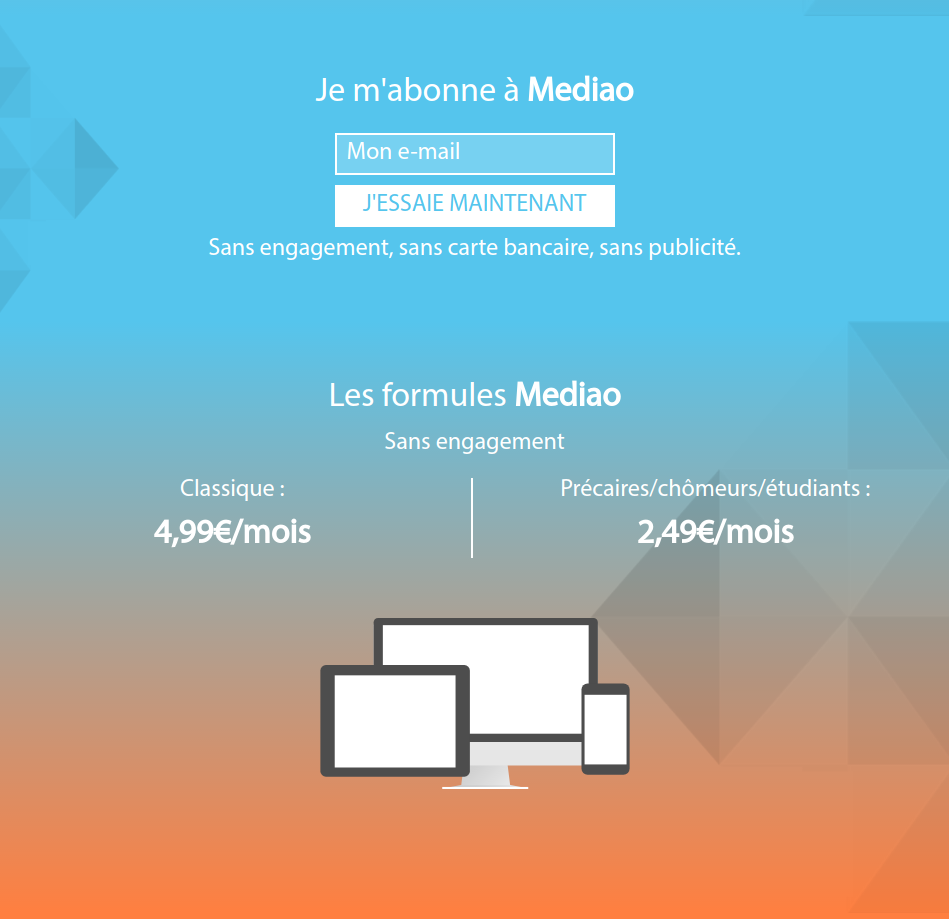 Je m'abonne à Mediao
Mon e-mail
J'ESSAIE MAINTENANT
Sans engagement, sans carte bancaire, sans publicité.
Les formules Mediao
Sans engagement
Classique :
4,99€/mois
Précaires/chômeurs/étudiants :
2,49€/mois